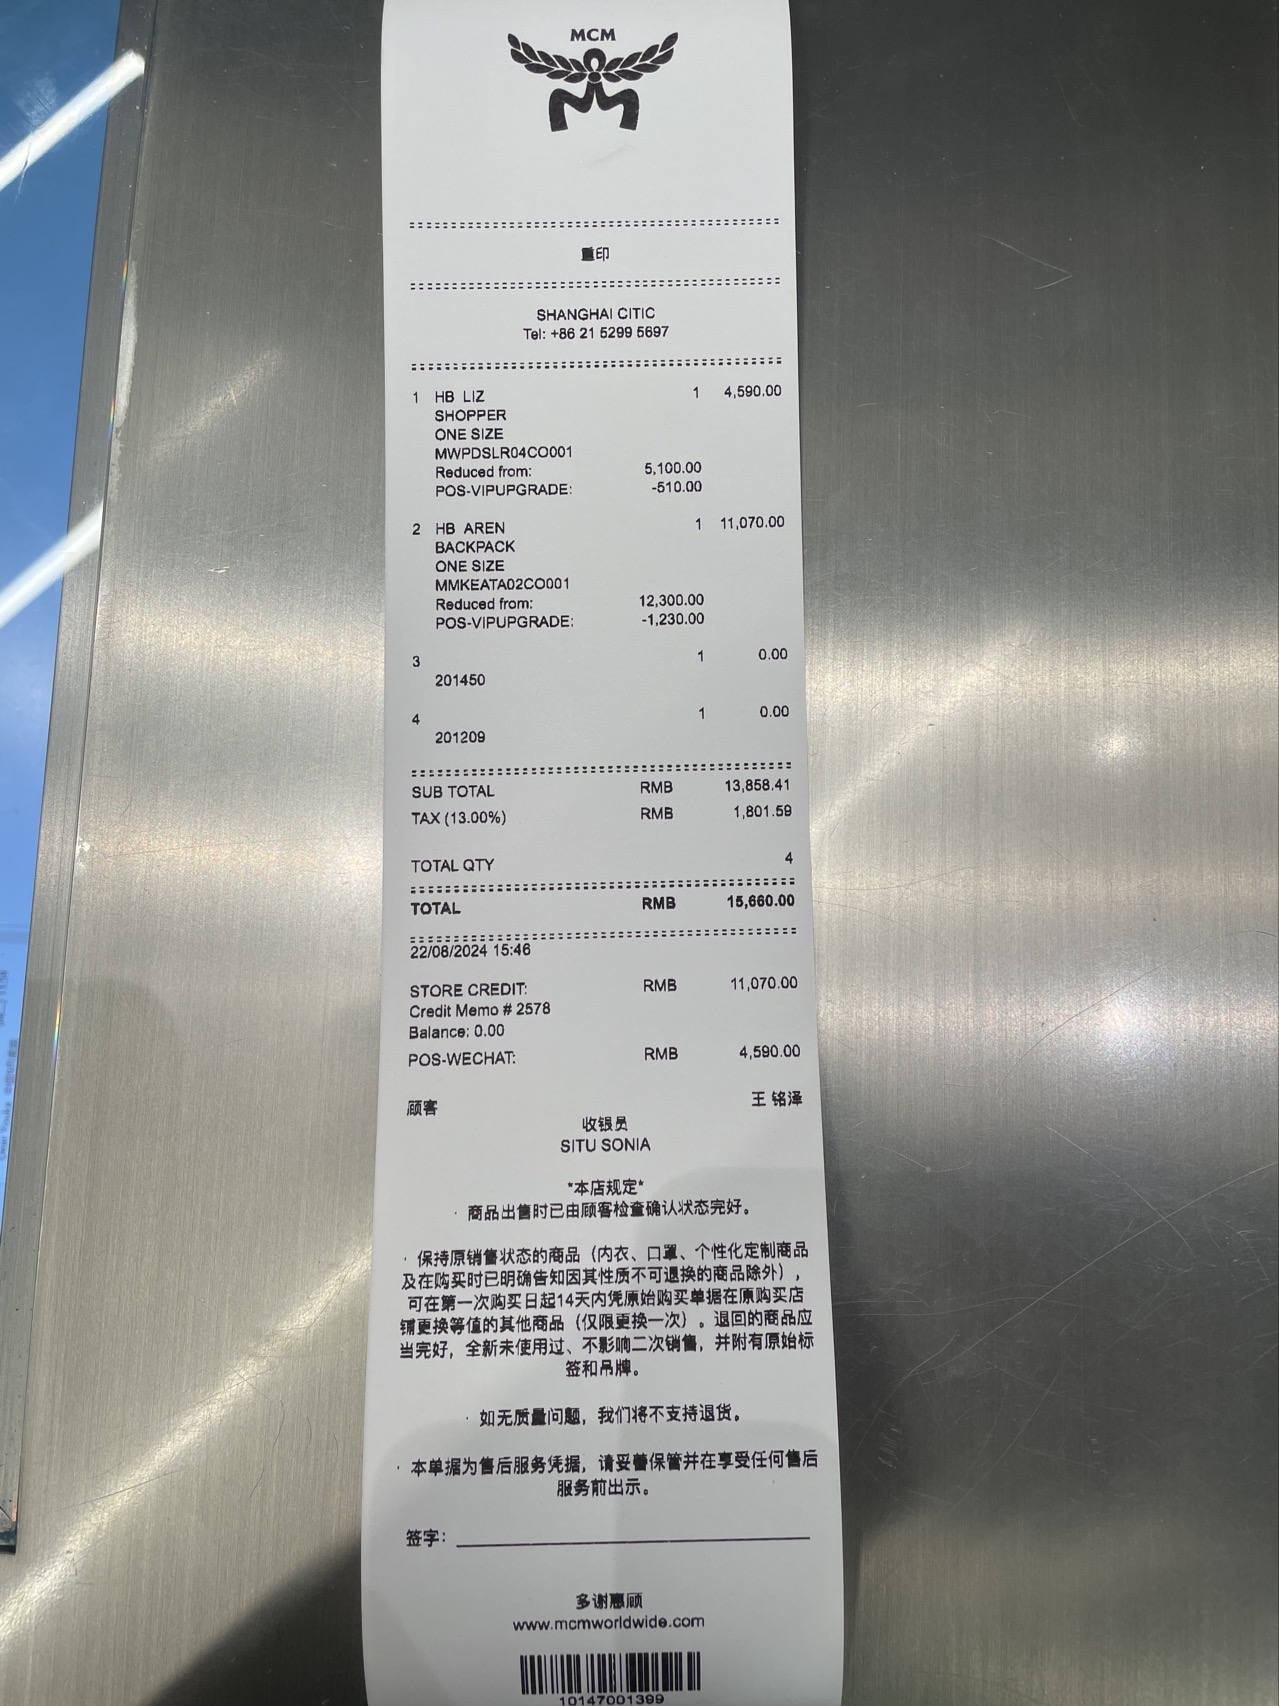 MCM
重印
SHANGHAI CITIC
Tel: +86 21 5299 5697
1 HB LIZ 1 4,590.00
SHOPPER
ONE SIZE
MWPDSLR04CO001
Reduced from: 5,100.00
POS-VIPUPGRADE: -510.00
2 HB AREN 1 11,070.00
BACKPACK
ONE SIZE
MMKEATA02CO001
Reduced from: 12,300.00
POS-VIPUPGRADE: -1,230.00
3 1 0.00
201450
4 1 0.00
201209
SUB TOTAL RMB 13,858.41
TAX (13.00%) RMB 1,801.59
TOTAL QTY 4
TOTAL RMB 15,660.00
22/08/2024 15:46
STORE CREDIT: RMB 11,070.00
Credit Memo # 2578
Balance: 0.00
POS-WECHAT: RMB 4,590.00
顾客 王 铭泽
收银员
SITU SONIA
*本店规定*
· 商品出售时已由顾客检查确认状态完好。
· 保持原销售状态的商品（内衣、口罩、个性化定制商品
及在购买时已明确告知因其性质不可退换的商品除外），
可在第一次购买日起14天内凭原始购买单据在原购买店
铺更换等值的其他商品（仅限更换一次）。退回的商品应
当完好，全新未使用过、不影响二次销售，并附有原始标
签和吊牌。
· 如无质量问题，我们将不支持退货。
· 本单据为售后服务凭据，请妥善保管并在享受任何售后
服务前出示。
签字：
多谢惠顾
www.mcmworldwide.com
10147001399